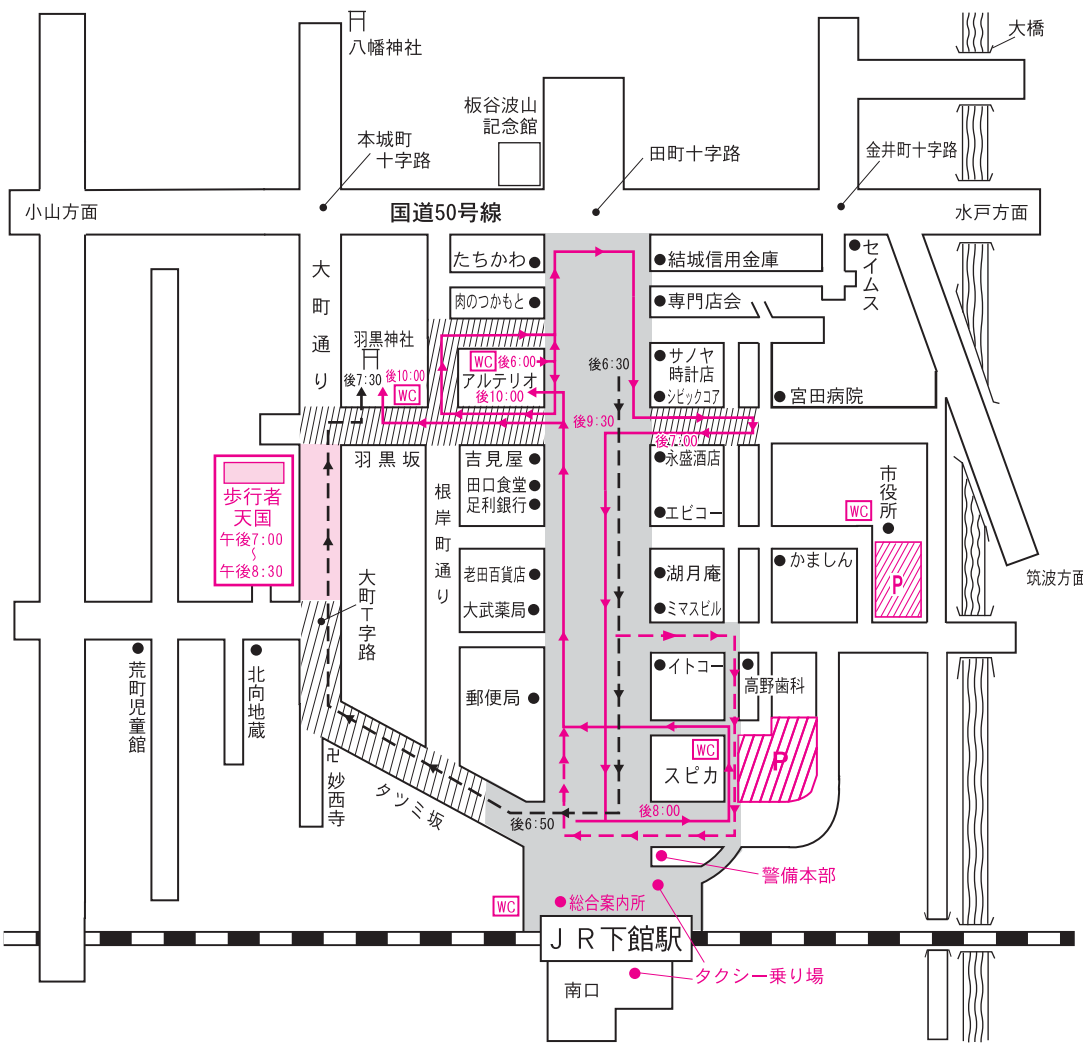 八幡神社
大橋
板谷波山
記念館
本城町
十字路
田町十字路
金井町十字路
小山方面
国道50号線
水戸方面
セイムス
たちかわ
結城信用金庫
大町通り
肉のつかもと
専門店会
羽黒神社
後7:30
後10:00
WC
WC
後6:00
アルテリオ
後10:00
後6:30
サノヤ
時計店
シビックコア
宮田病院
後9:30
後7:00
羽黒坂
吉見屋
田口食堂
足利銀行
永盛酒店
エビコー
根岸町通り
市役所
WC
歩行者
天国
午後7:00
〜
午後8:30
老田百貨店
大武薬局
湖月庵
ミマスビル
かましん
P
筑波方面
大町T字路
荒町児童館
北向地蔵
郵便局
イトコー
高野歯科
WC
スピカ
P
卍妙西寺
タツミ坂
後6:50
後8:00
警備本部
WC
総合案内所
JR下館駅
タクシー乗り場
南口